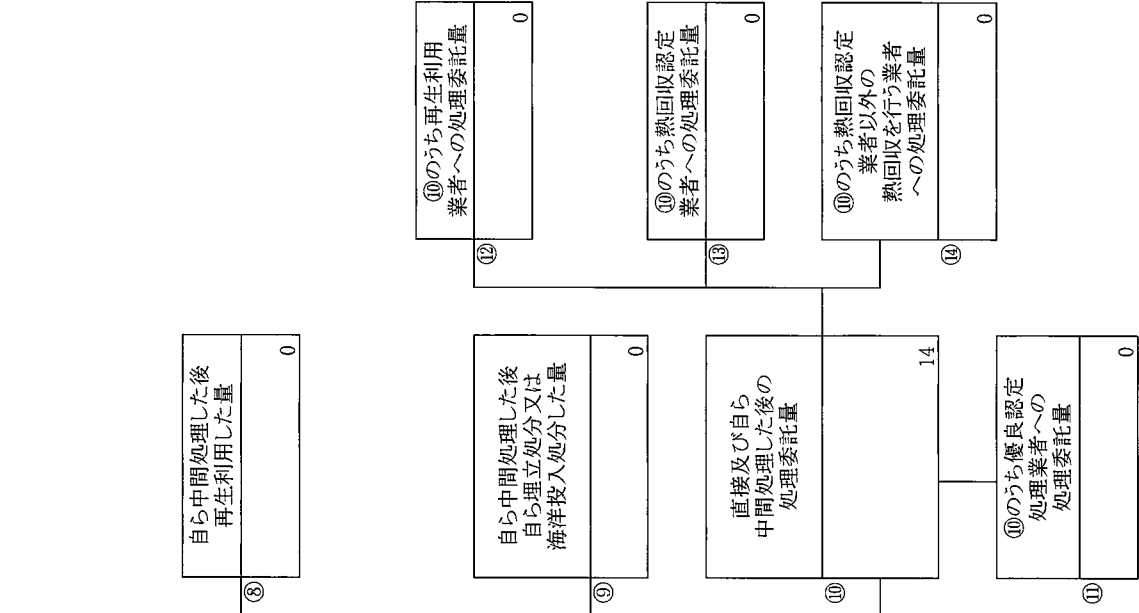 ⑧
自ら中間処理した後
再生利用した量
0
⑨
自ら中間処理した後
自ら埋立処分又は
海洋投入処分した量
0
⑩
直接及び自ら
中間処理した後の
処理委託量
14
⑪
⑩のうち優良認定
処理業者への
処理委託量
0
⑫
⑩のうち再生利用
業者への処理委託量
0
⑬
⑩のうち熱回収認定
業者への処理委託量
0
⑭
⑩のうち熱回収認定
業者以外の
熱回収を行う業者
への処理委託量
0